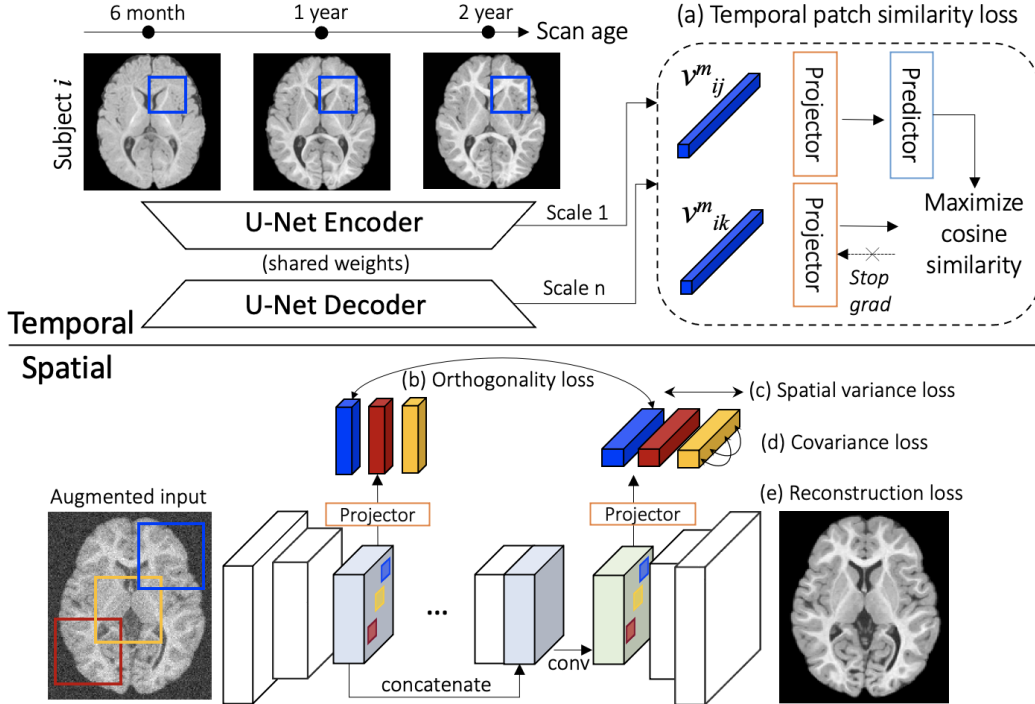 6 month
1 year
2 year
Scan age
Subject i
U-Net Encoder
(shared weights)
U-Net Decoder
Scale 1
Scale n
(a) Temporal patch similarity loss
v^m_ij
Projector
Predictor
v^m_ik
Projector
Maximize
cosine
similarity
Stop
grad
Temporal
Spatial
(b) Orthogonality loss
(c) Spatial variance loss
(d) Covariance loss
Augmented input
Projector
Projector
(e) Reconstruction loss
...
concatenate
conv